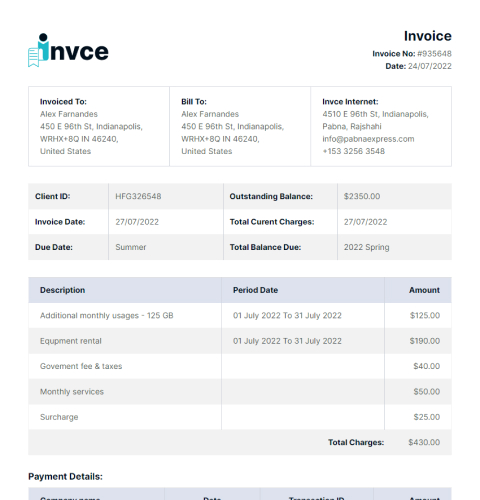 invce
Invoice
Invoice No: #935648
Date: 24/07/2022
Invoiced To:
Alex Farnandes
450 E 96th St, Indianapolis,
WRHX+8Q IN 46240,
United States
Bill To:
Alex Farnandes
450 E 96th St, Indianapolis,
WRHX+8Q IN 46240,
United States
Invce Internet:
4510 E 96th St, Indianapolis,
Pabna, Rajshahi
info@pabnaexpress.com
+153 3256 3548
Client ID: HFG326548 Outstanding Balance: $2350.00
Invoice Date: 27/07/2022 Total Curent Charges: 27/07/2022
Due Date: Summer Total Balance Due: 2022 Spring
Description Period Date Amount
Additional monthly usages - 125 GB 01 July 2022 To 31 July 2022 $125.00
Equpment rental 01 July 2022 To 31 July 2022 $190.00
Govement fee & taxes $40.00
Monthly services $50.00
Surcharge $25.00
Total Charges: $430.00
Payment Details:
Company name Date Transaction ID Amount